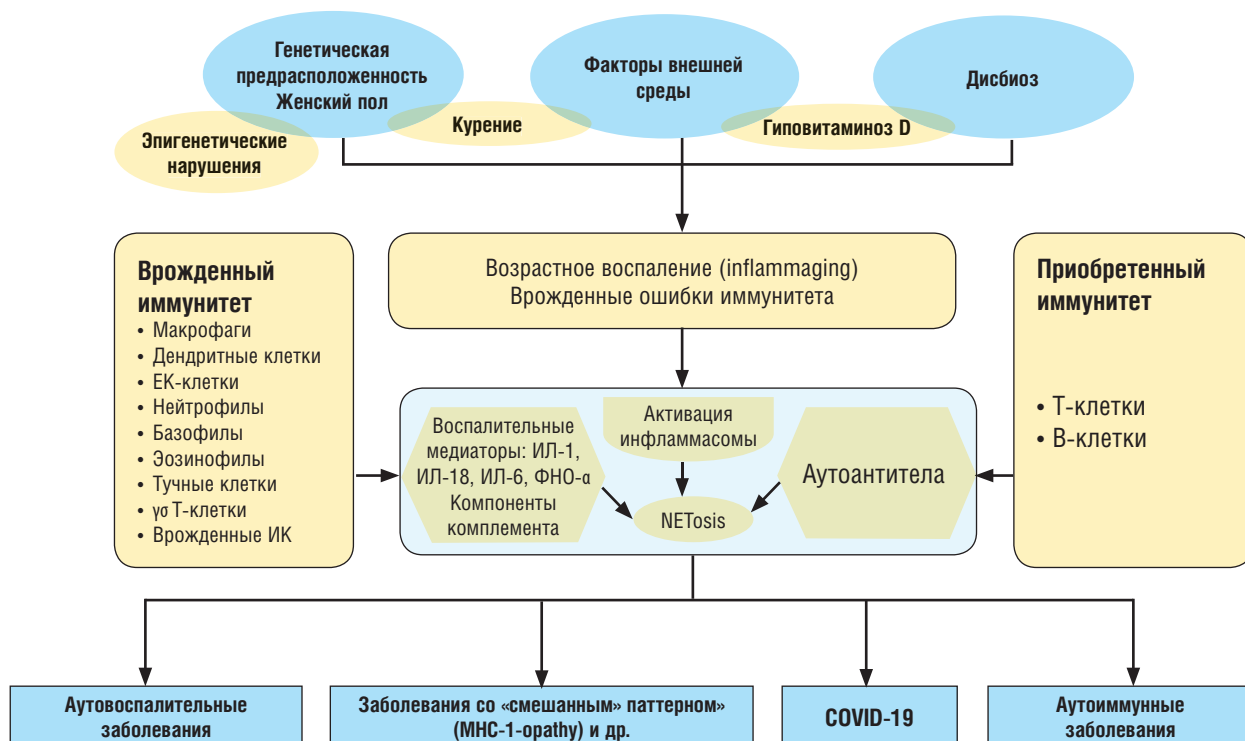 Генетическая
предрасположенность
Женский пол
Факторы внешней
среды
Дисбиоз
Эпигенетические
нарушения
Курение
Гиповитаминоз D
Врожденный
иммунитет
• Макрофаги
• Дендритные клетки
• ЕК-клетки
• Нейтрофилы
• Базофилы
• Эозинофилы
• Тучные клетки
• γσ Т-клетки
• Врожденные ИК
Возрастное воспаление (inflammaging)
Врожденные ошибки иммунитета
Приобретенный
иммунитет
• Т-клетки
• В-клетки
Воспалительные
медиаторы: ИЛ-1,
ИЛ-18, ИЛ-6, ФНО-α
Компоненты
комплемента
Активация
инфламмасомы
NETosis
Аутоантитела
Аутовоспалительные
заболевания
Заболевания со «смешанным» паттерном»
(MHC-1-opathy) и др.
COVID-19
Аутоиммунные
заболевания